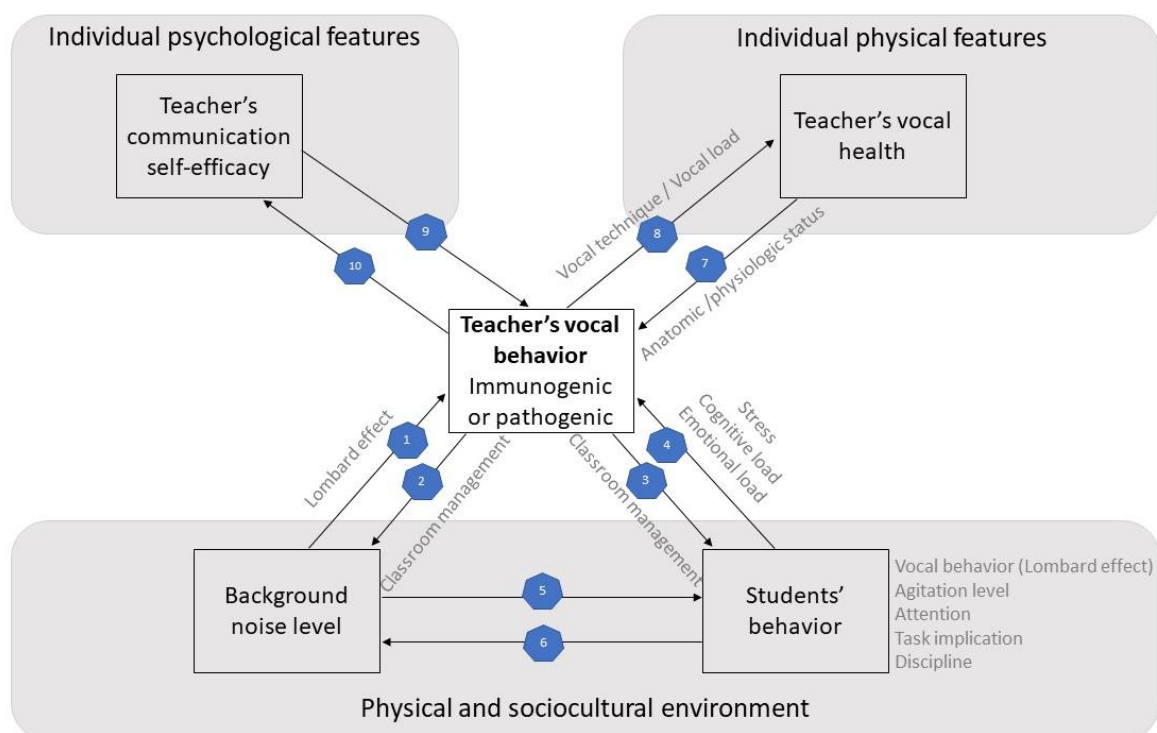 Individual psychological features
Individual physical features
Teacher's
communication
self-efficacy
Teacher's vocal
health
9
10
Vocal technique / Vocal load
8
7
Anatomic /physiologic status
Teacher's vocal
behavior
Immunogenic
or pathogenic
Lombard effect
1
2
Classroom management
Classroom management
3
4
Stress
Cognitive load
Emotional load
Background
noise level
5
6
Students'
behavior
Vocal behavior (Lombard effect)
Agitation level
Attention
Task implication
Discipline
Physical and sociocultural environment